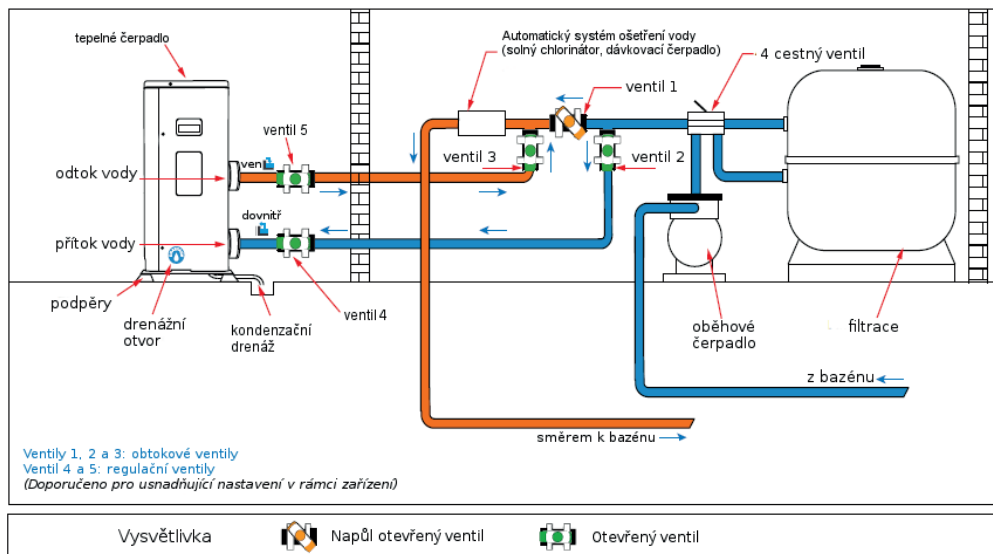 tepelné čerpadlo
Automatický systém ošetření vody
(solný chlorinátor, dávkovací čerpadlo)
4 cestný ventil
ventil 1
ventil 5
ven
ventil 3
ventil 2
odtok vody
dovnitř
přítok vody
podpěry
drenážní
otvor
kondenzační
drenáž
ventil 4
oběhové
čerpadlo
filtrace
z bazénu
směrem k bazénu
Ventily 1, 2 a 3: obtokové ventily
Ventil 4 a 5: regulační ventily
(Doporučeno pro usnadňující nastavení v rámci zařízení)
Vysvětlivka
Napůl otevřený ventil
Otevřený ventil